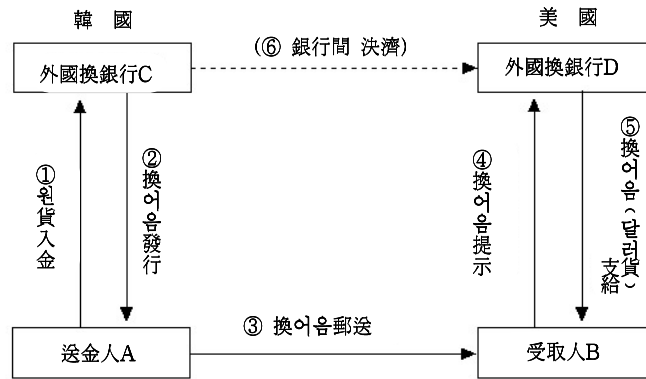 韓 國
美 國
(⑥ 銀行間 決濟)
外國換銀行C
外國換銀行D
①원貨入金
②換어음發行
④換어음提示
⑤換어음(달러貨)
支給
③ 換어음郵送
送金人A
受取人B